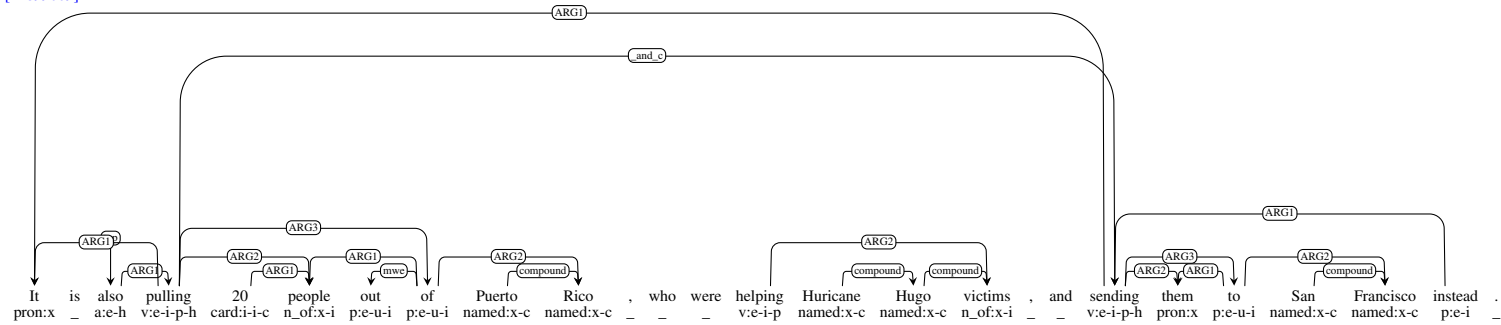 ARG1
_and_c
ARG3 ARG1
ARG1 ARG2 ARG1 ARG2 ARG2 ARG3 ARG2
ARG1 ARG1 mwe compound compound compound ARG2 ARG1 compound
It is also pulling 20 people out of Puerto Rico , who were helping Huricane Hugo victims , and sending them to San Francisco instead .
pron:x _ a:e-h v:e-i-p-h card:i-i-c n_of:x-i p:e-u-i p:e-u-i named:x-c named:x-c _ _ _ v:e-i-p named:x-c named:x-c n_of:x-i _ _ v:e-i-p-h pron:x p:e-u-i named:x-c named:x-c p:e-i _